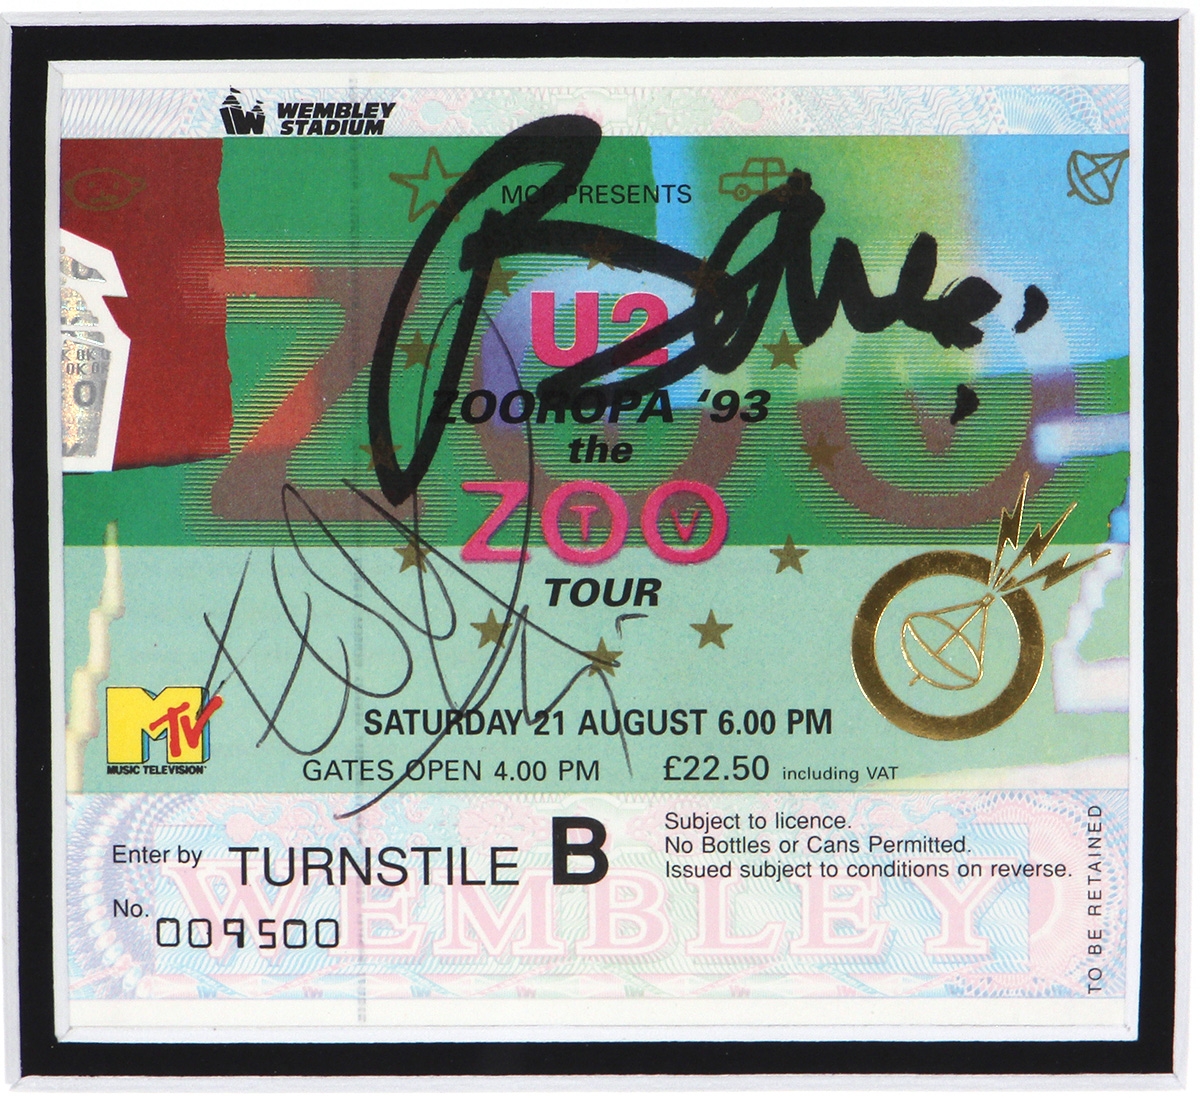 WEMBLEY
STADIUM
PRESENTS
U2
ZOOROPA ‘93
the
ZOO
TV
TOUR
MTV
MUSIC TELEVISION
SATURDAY 21 AUGUST 6.00 PM
GATES OPEN 4.00 PM £22.50 including VAT
Enter by TURNSTILE B
Subject to licence.
No Bottles or Cans Permitted.
Issued subject to conditions on reverse.
No. 009500
WEMBLEY
TO BE RETAINED
ZOO